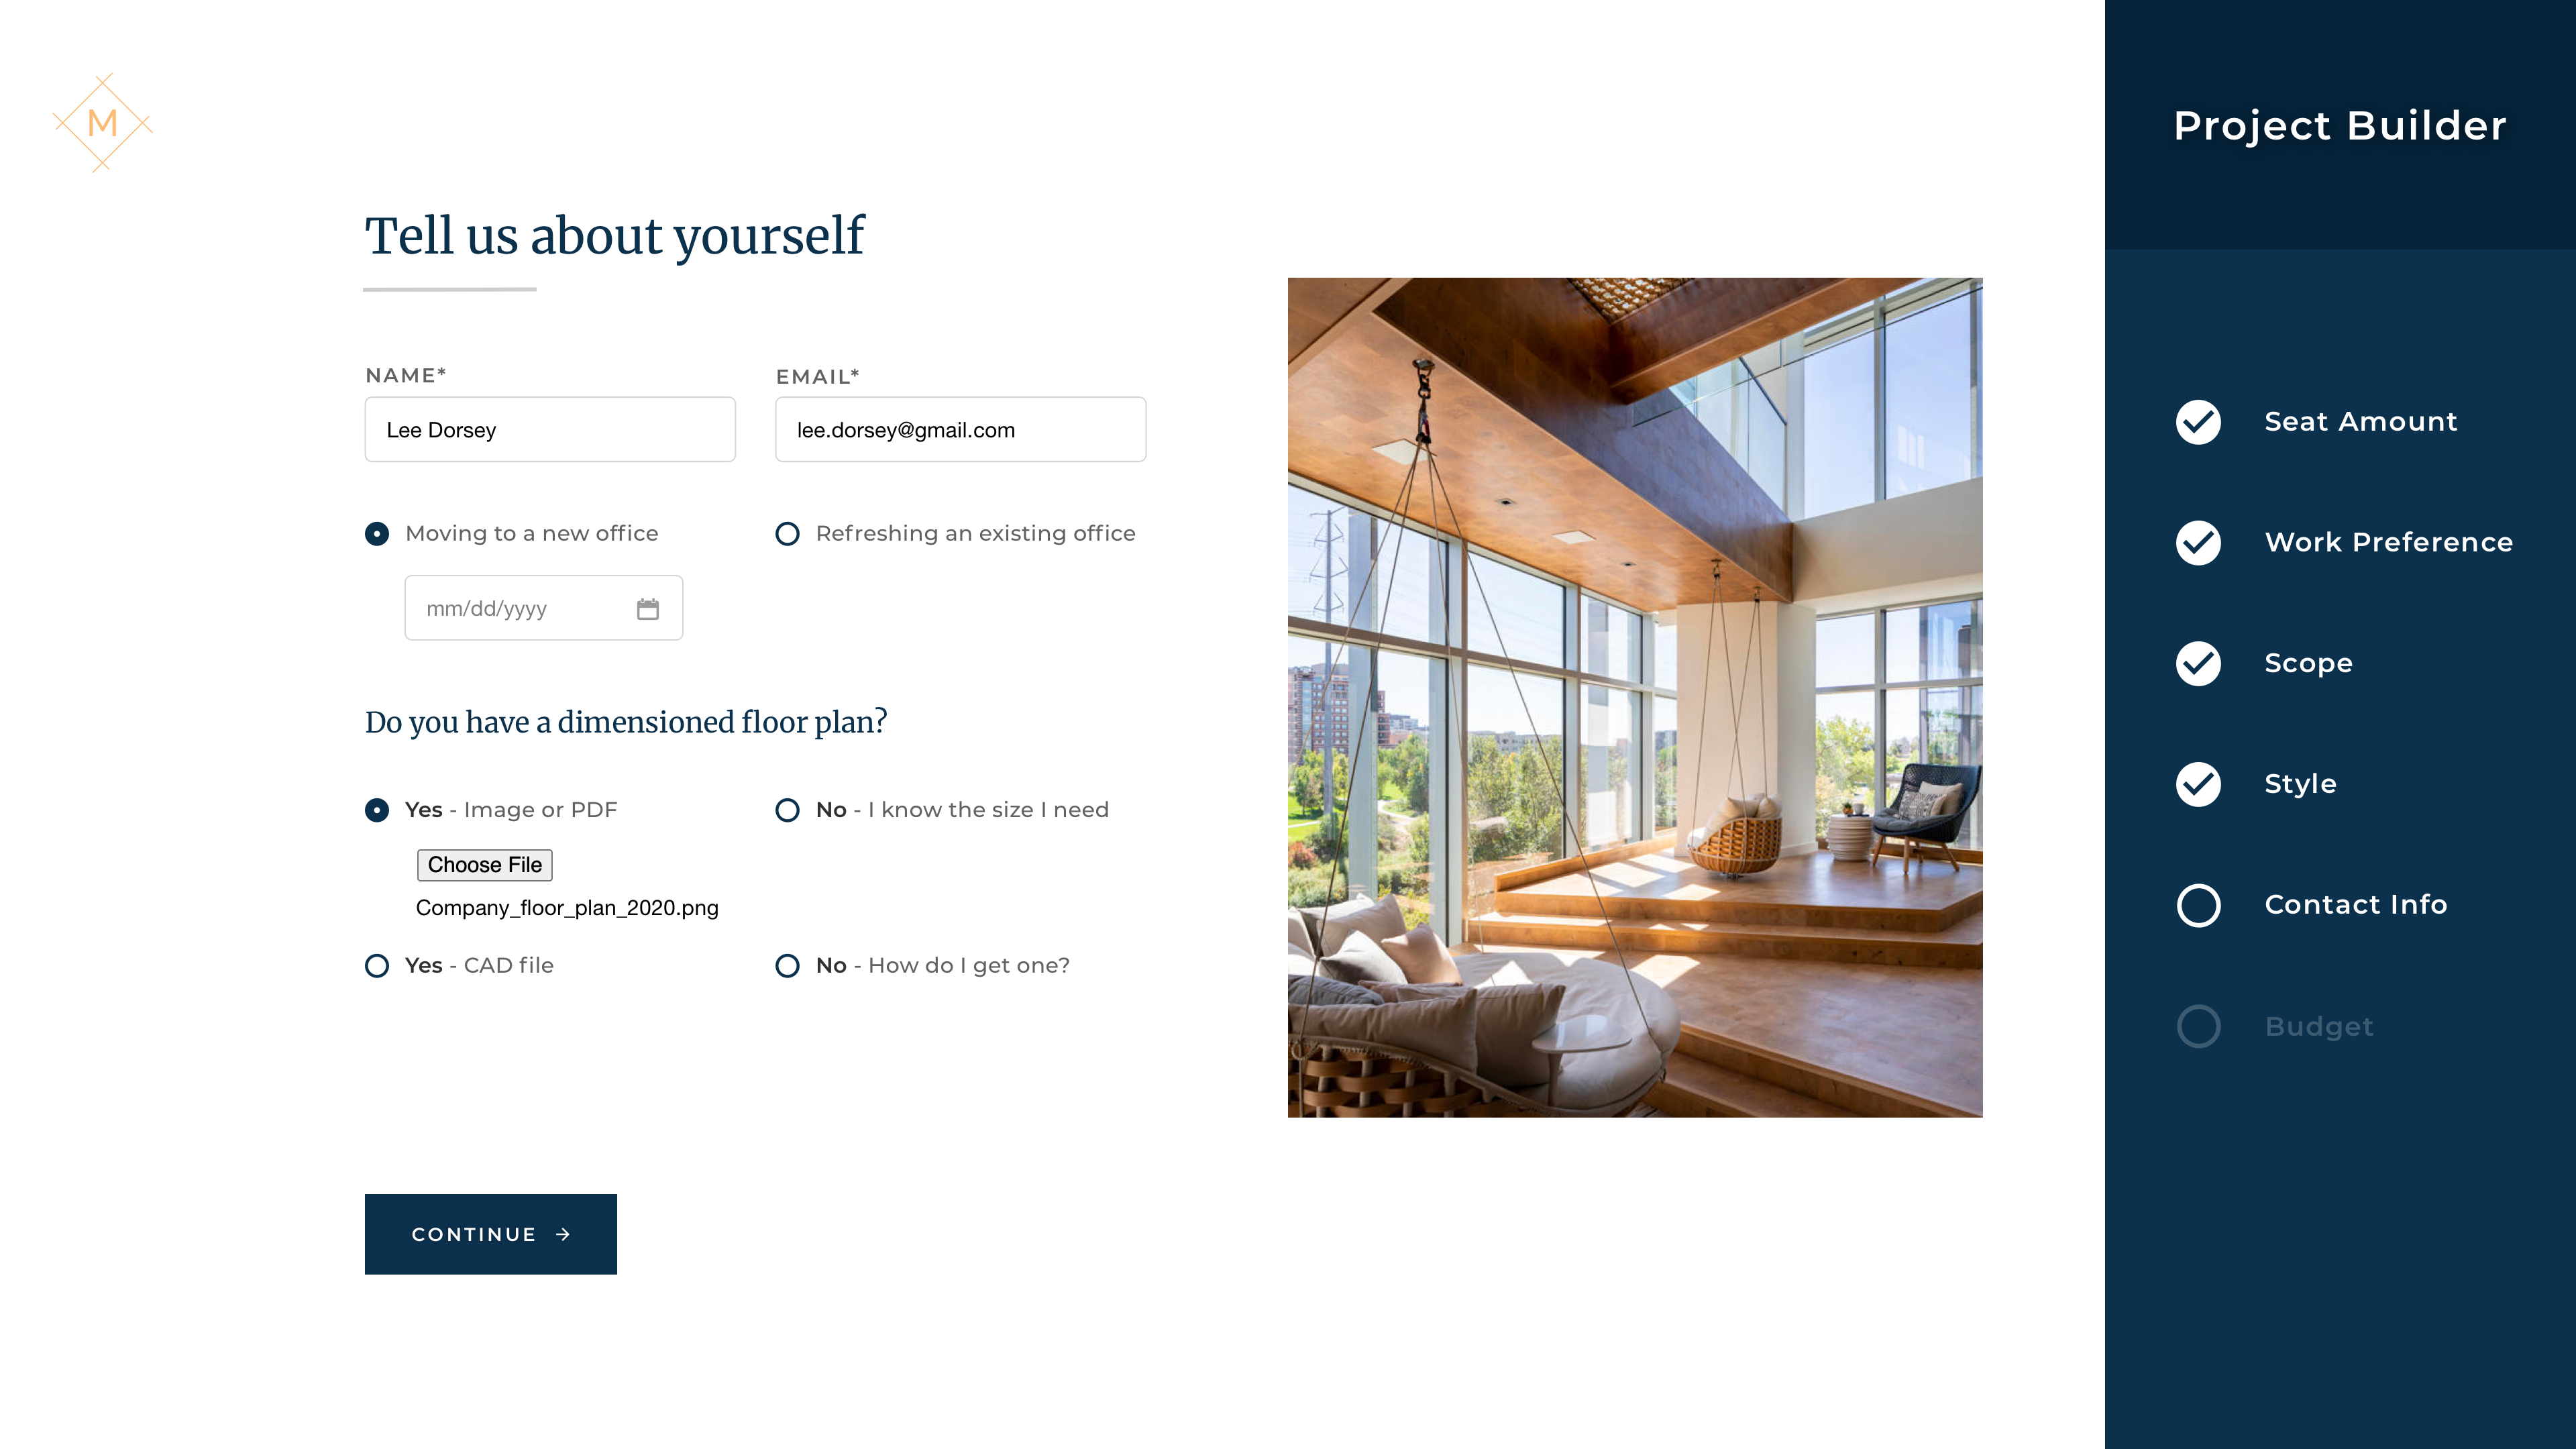 M
Project Builder
Tell us about yourself
NAME*
EMAIL*
Lee Dorsey
lee.dorsey@gmail.com
Moving to a new office
Refreshing an existing office
mm/dd/yyyy
Do you have a dimensioned floor plan?
Yes - Image or PDF
No - I know the size I need
Choose File
Company_floor_plan_2020.png
Yes - CAD file
No - How do I get one?
CONTINUE →
Seat Amount
Work Preference
Scope
Style
Contact Info
Budget